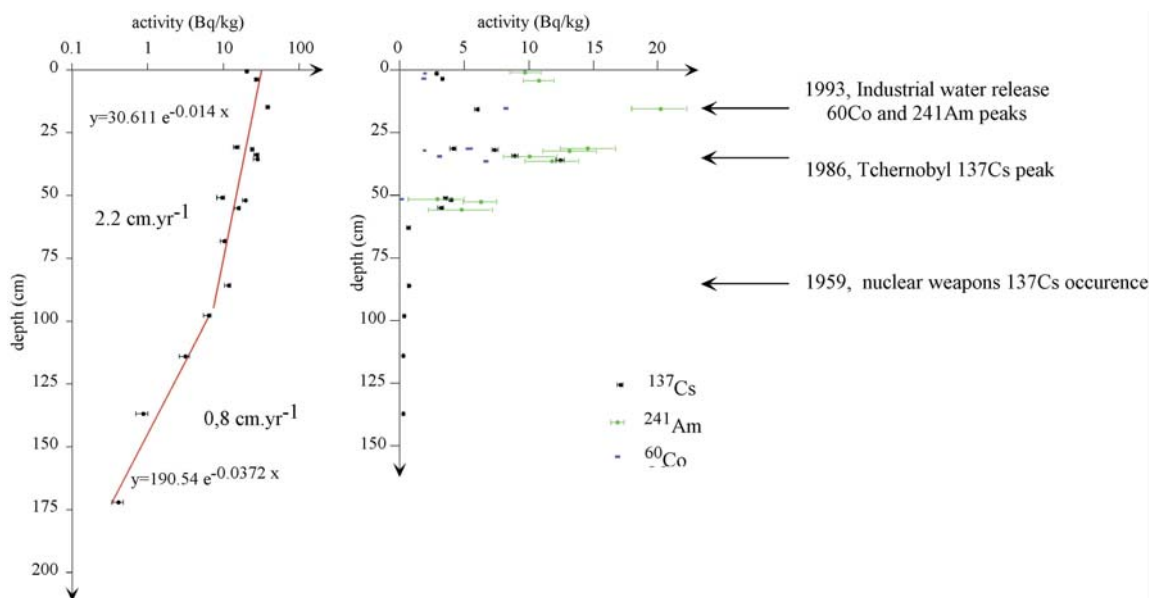 activity (Bq/kg)
0.1 1 10 100
0
25
50
75
100
125
150
175
200
depth (cm)
y=30.611 e-0.014 x
2.2 cm.yr-1
0,8 cm.yr-1
y=190.54 e-0.0372 x
activity (Bq/kg)
0 5 10 15 20
0
25
50
75
100
125
150
depth (cm)
137Cs
241Am
60Co
1993, Industrial water release
60Co and 241Am peaks
1986, Tchernobyl 137Cs peak
1959, nuclear weapons 137Cs occurence